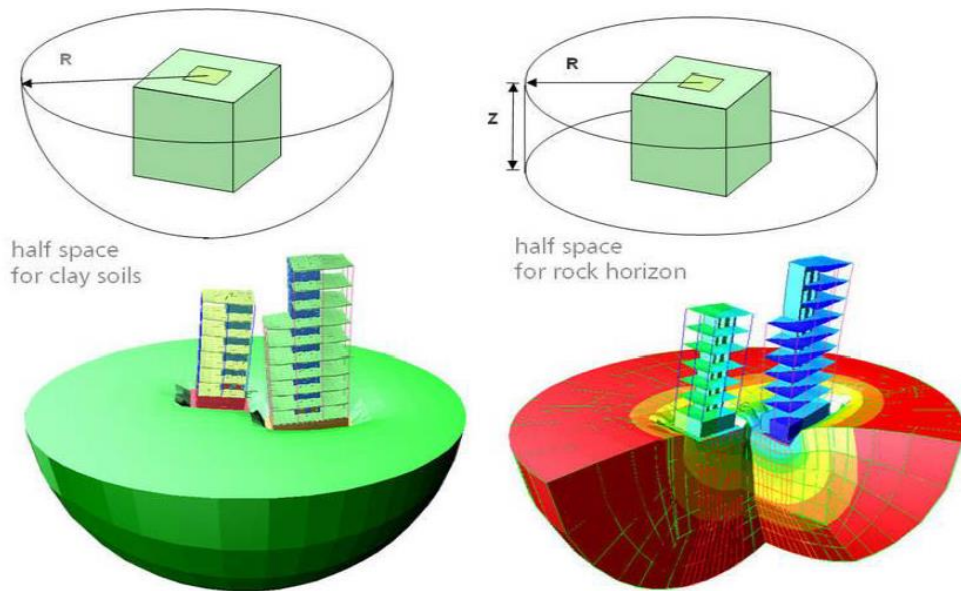 R
R
Z
half space
for clay soils
half space
for rock horizon